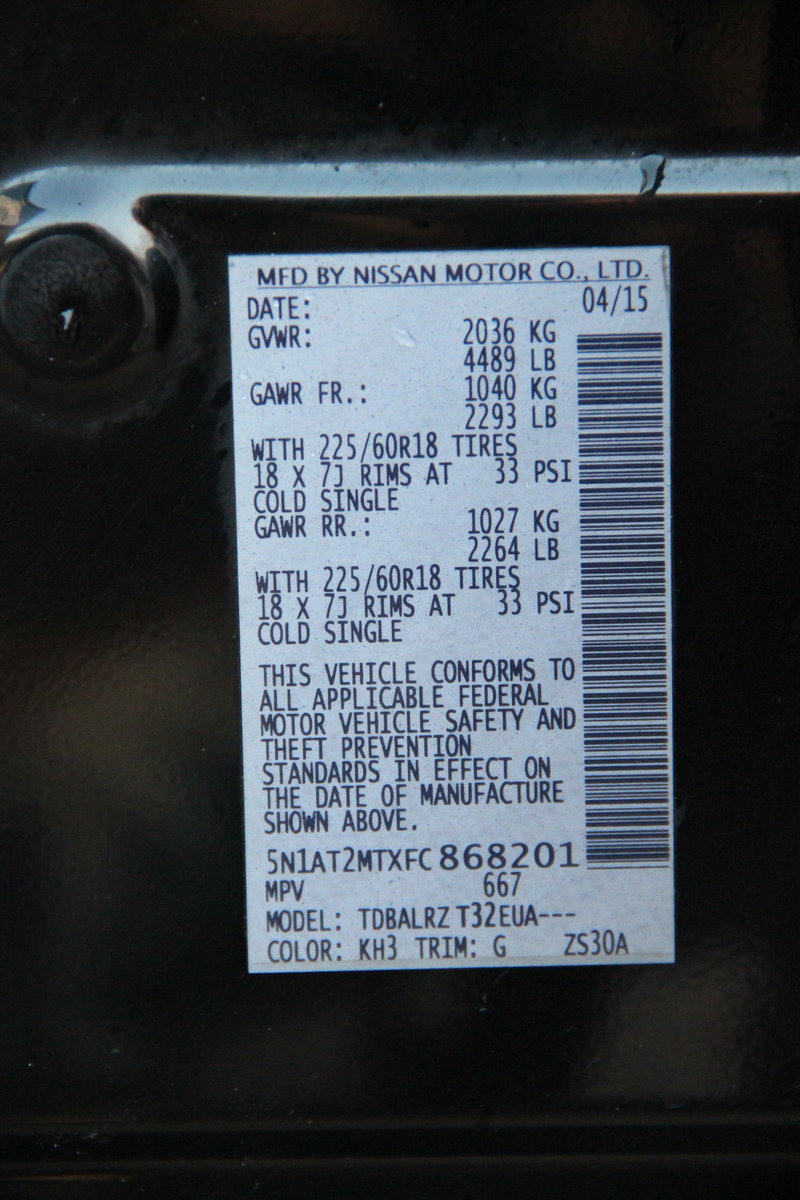 MFD BY NISSAN MOTOR CO., LTD.
DATE: 04/15
GVWR: 2036 KG
4489 LB
GAWR FR.: 1040 KG
2293 LB
WITH 225/60R18 TIRES
18 X 7J RIMS AT 33 PSI
COLD SINGLE
GAWR RR.: 1027 KG
2264 LB
WITH 225/60R18 TIRES
18 X 7J RIMS AT 33 PSI
COLD SINGLE
THIS VEHICLE CONFORMS TO
ALL APPLICABLE FEDERAL
MOTOR VEHICLE SAFETY AND
THEFT PREVENTION
STANDARDS IN EFFECT ON
THE DATE OF MANUFACTURE
SHOWN ABOVE.
5N1AT2MTXFC868201
MPV 667
MODEL: TDBALRZ T32EUA---
COLOR: KH3 TRIM: G ZS30A